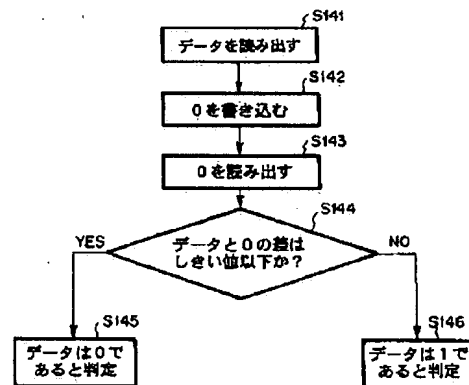 S141
データを読み出す
S142
0を書き込む
S143
0を読み出す
S144
データと0の差は
しきい値以下か？
YES
NO
S145
データは0で
あると判定
S146
データは1で
あると判定